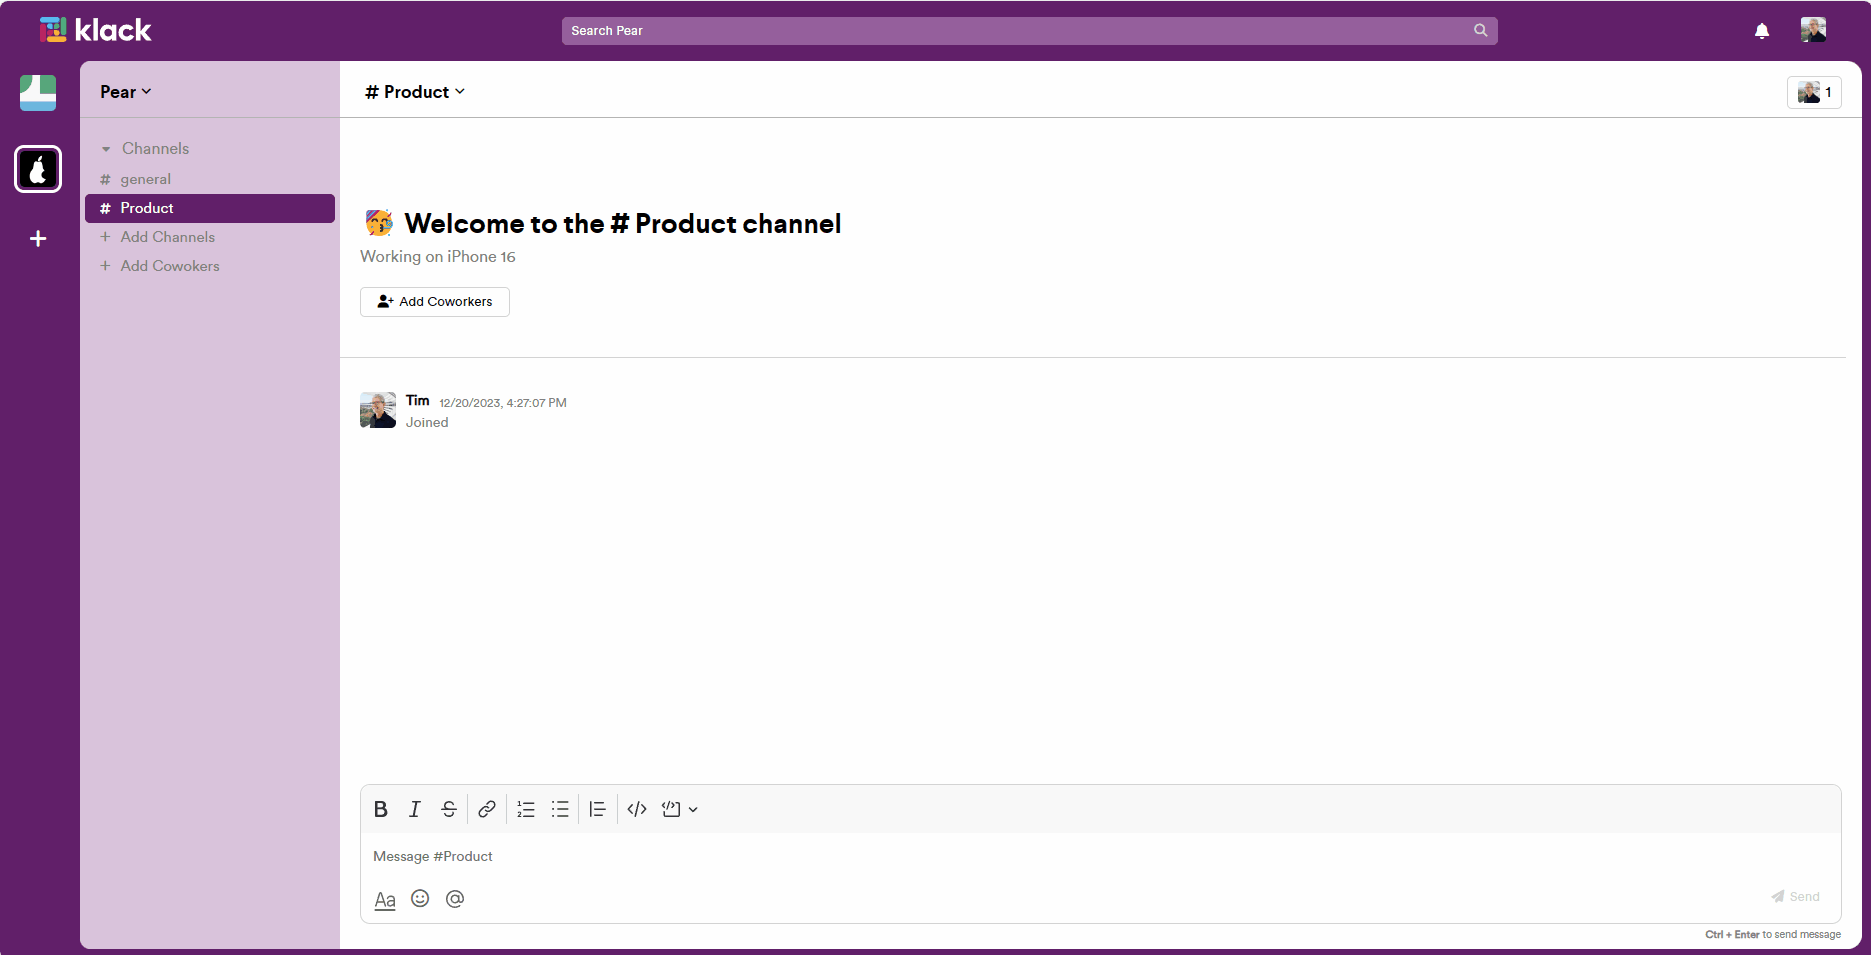 klack
Search Pear
Pear
# Product
1
Channels
# general
# Product
+ Add Channels
+ Add Cowokers
Welcome to the # Product channel
Working on iPhone 16
Add Coworkers
Tim 12/20/2023, 4:27:07 PM
Joined
B I S
Message #Product
Aa @
Send
Ctrl + Enter to send message